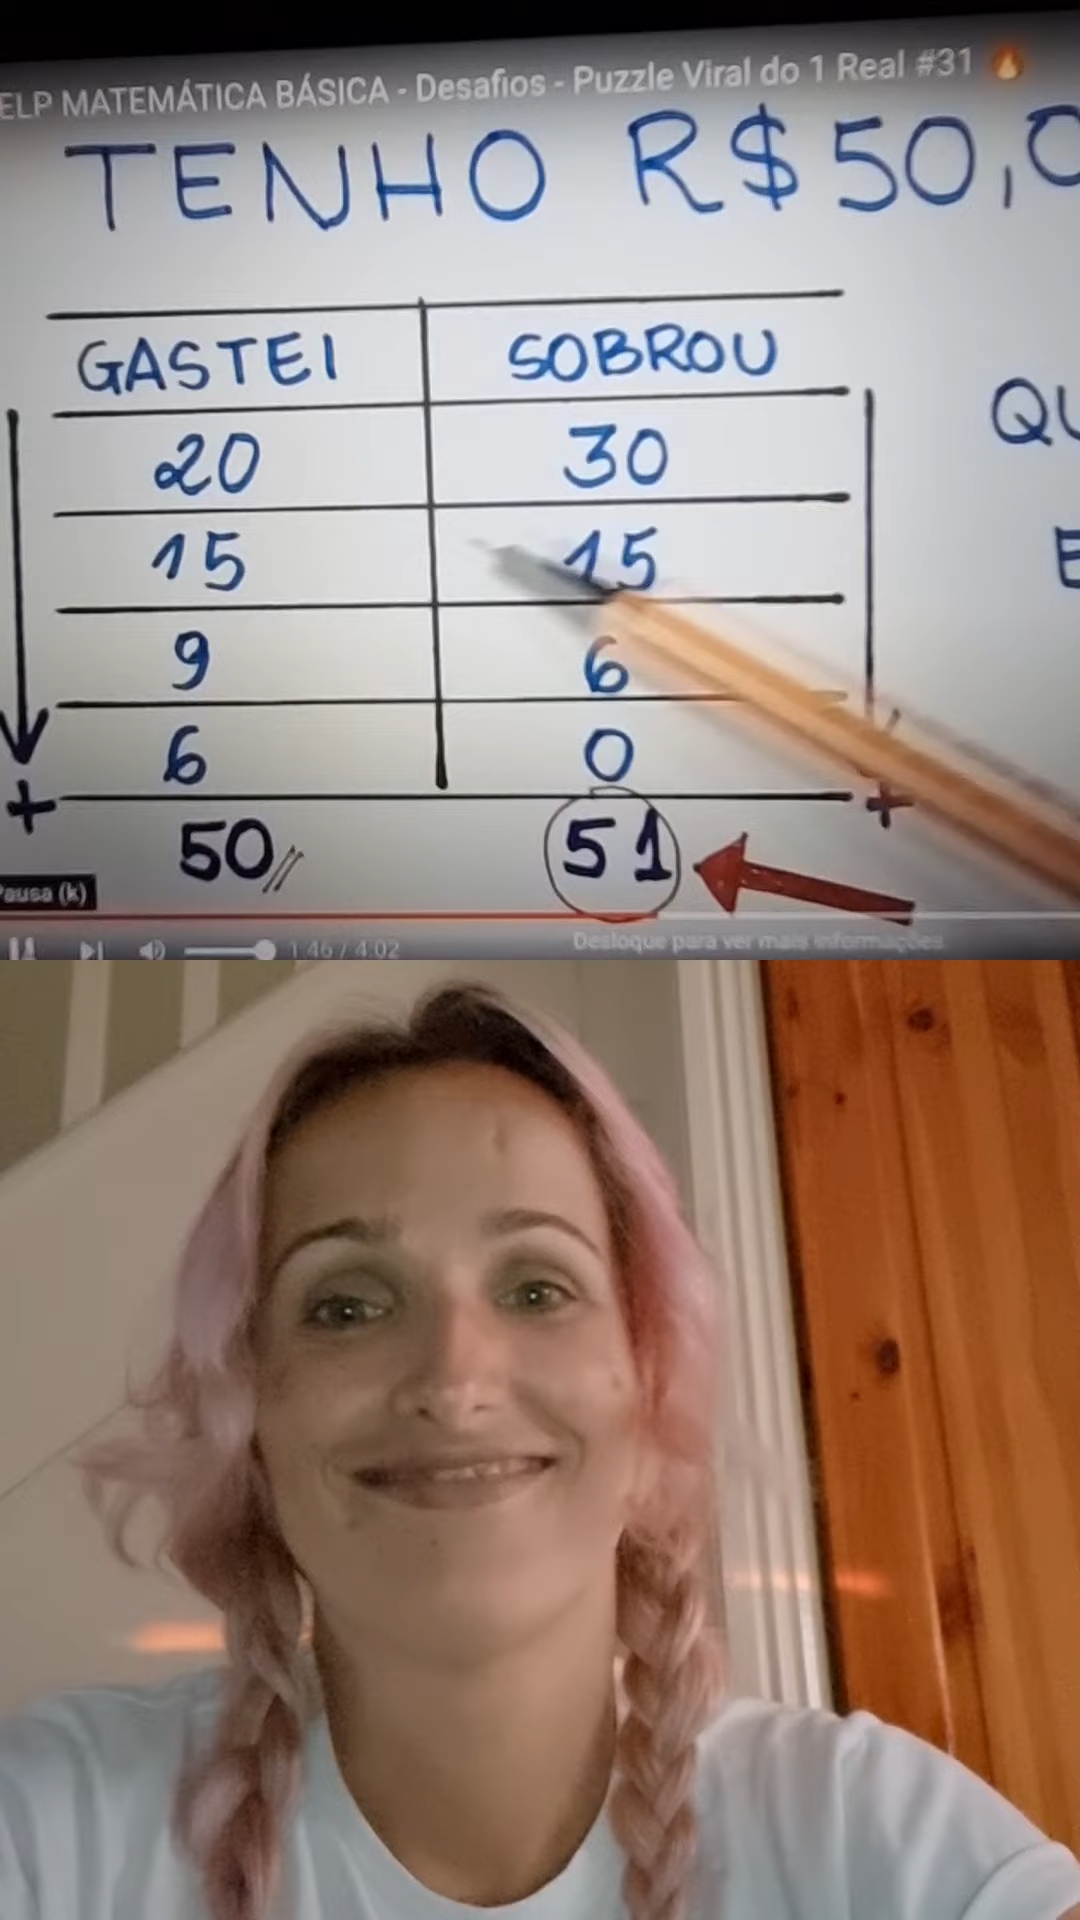 ELP MATEMÁTICA BÁSICA - Desafios - Puzzle Viral do 1 Real #31 🔥
TENHO R$50,0
GASTEI SOBROU
20 30
15 15
9 6
6 0
+ +
50 51
QU
E
Pausa (k)
1:46 / 4:02
Desloque para ver mais informações